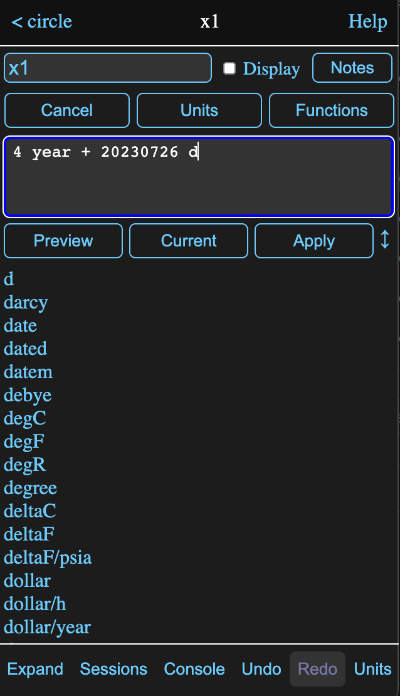 < circle x1 Help
x1 Display Notes
Cancel Units Functions
4 year + 20230726 d
Preview Current Apply ↕
d
darcy
date
dated
datem
debye
degC
degF
degR
degree
deltaC
deltaF
deltaF/psia
dollar
dollar/h
dollar/year
Expand Sessions Console Undo Redo Units